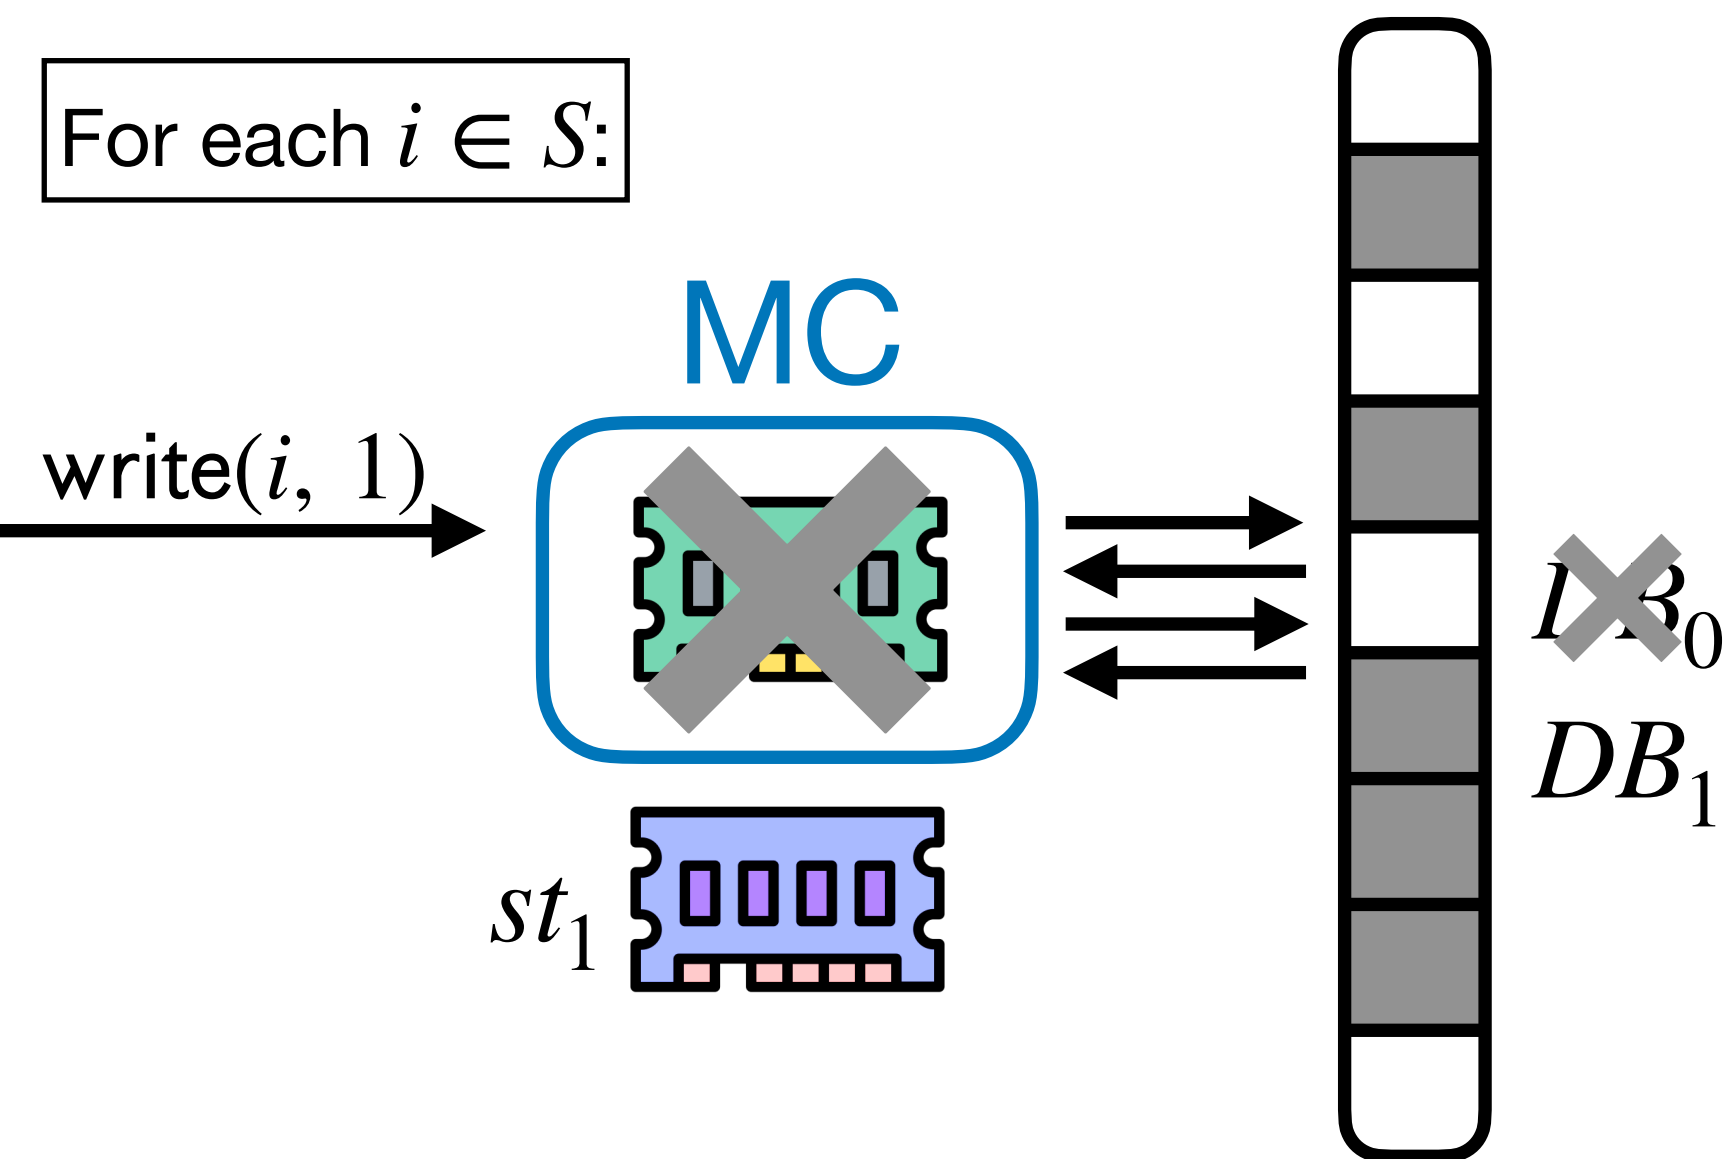 For each i ∈ S:
MC
write(i, 1)
DB₀
DB₁
st₁